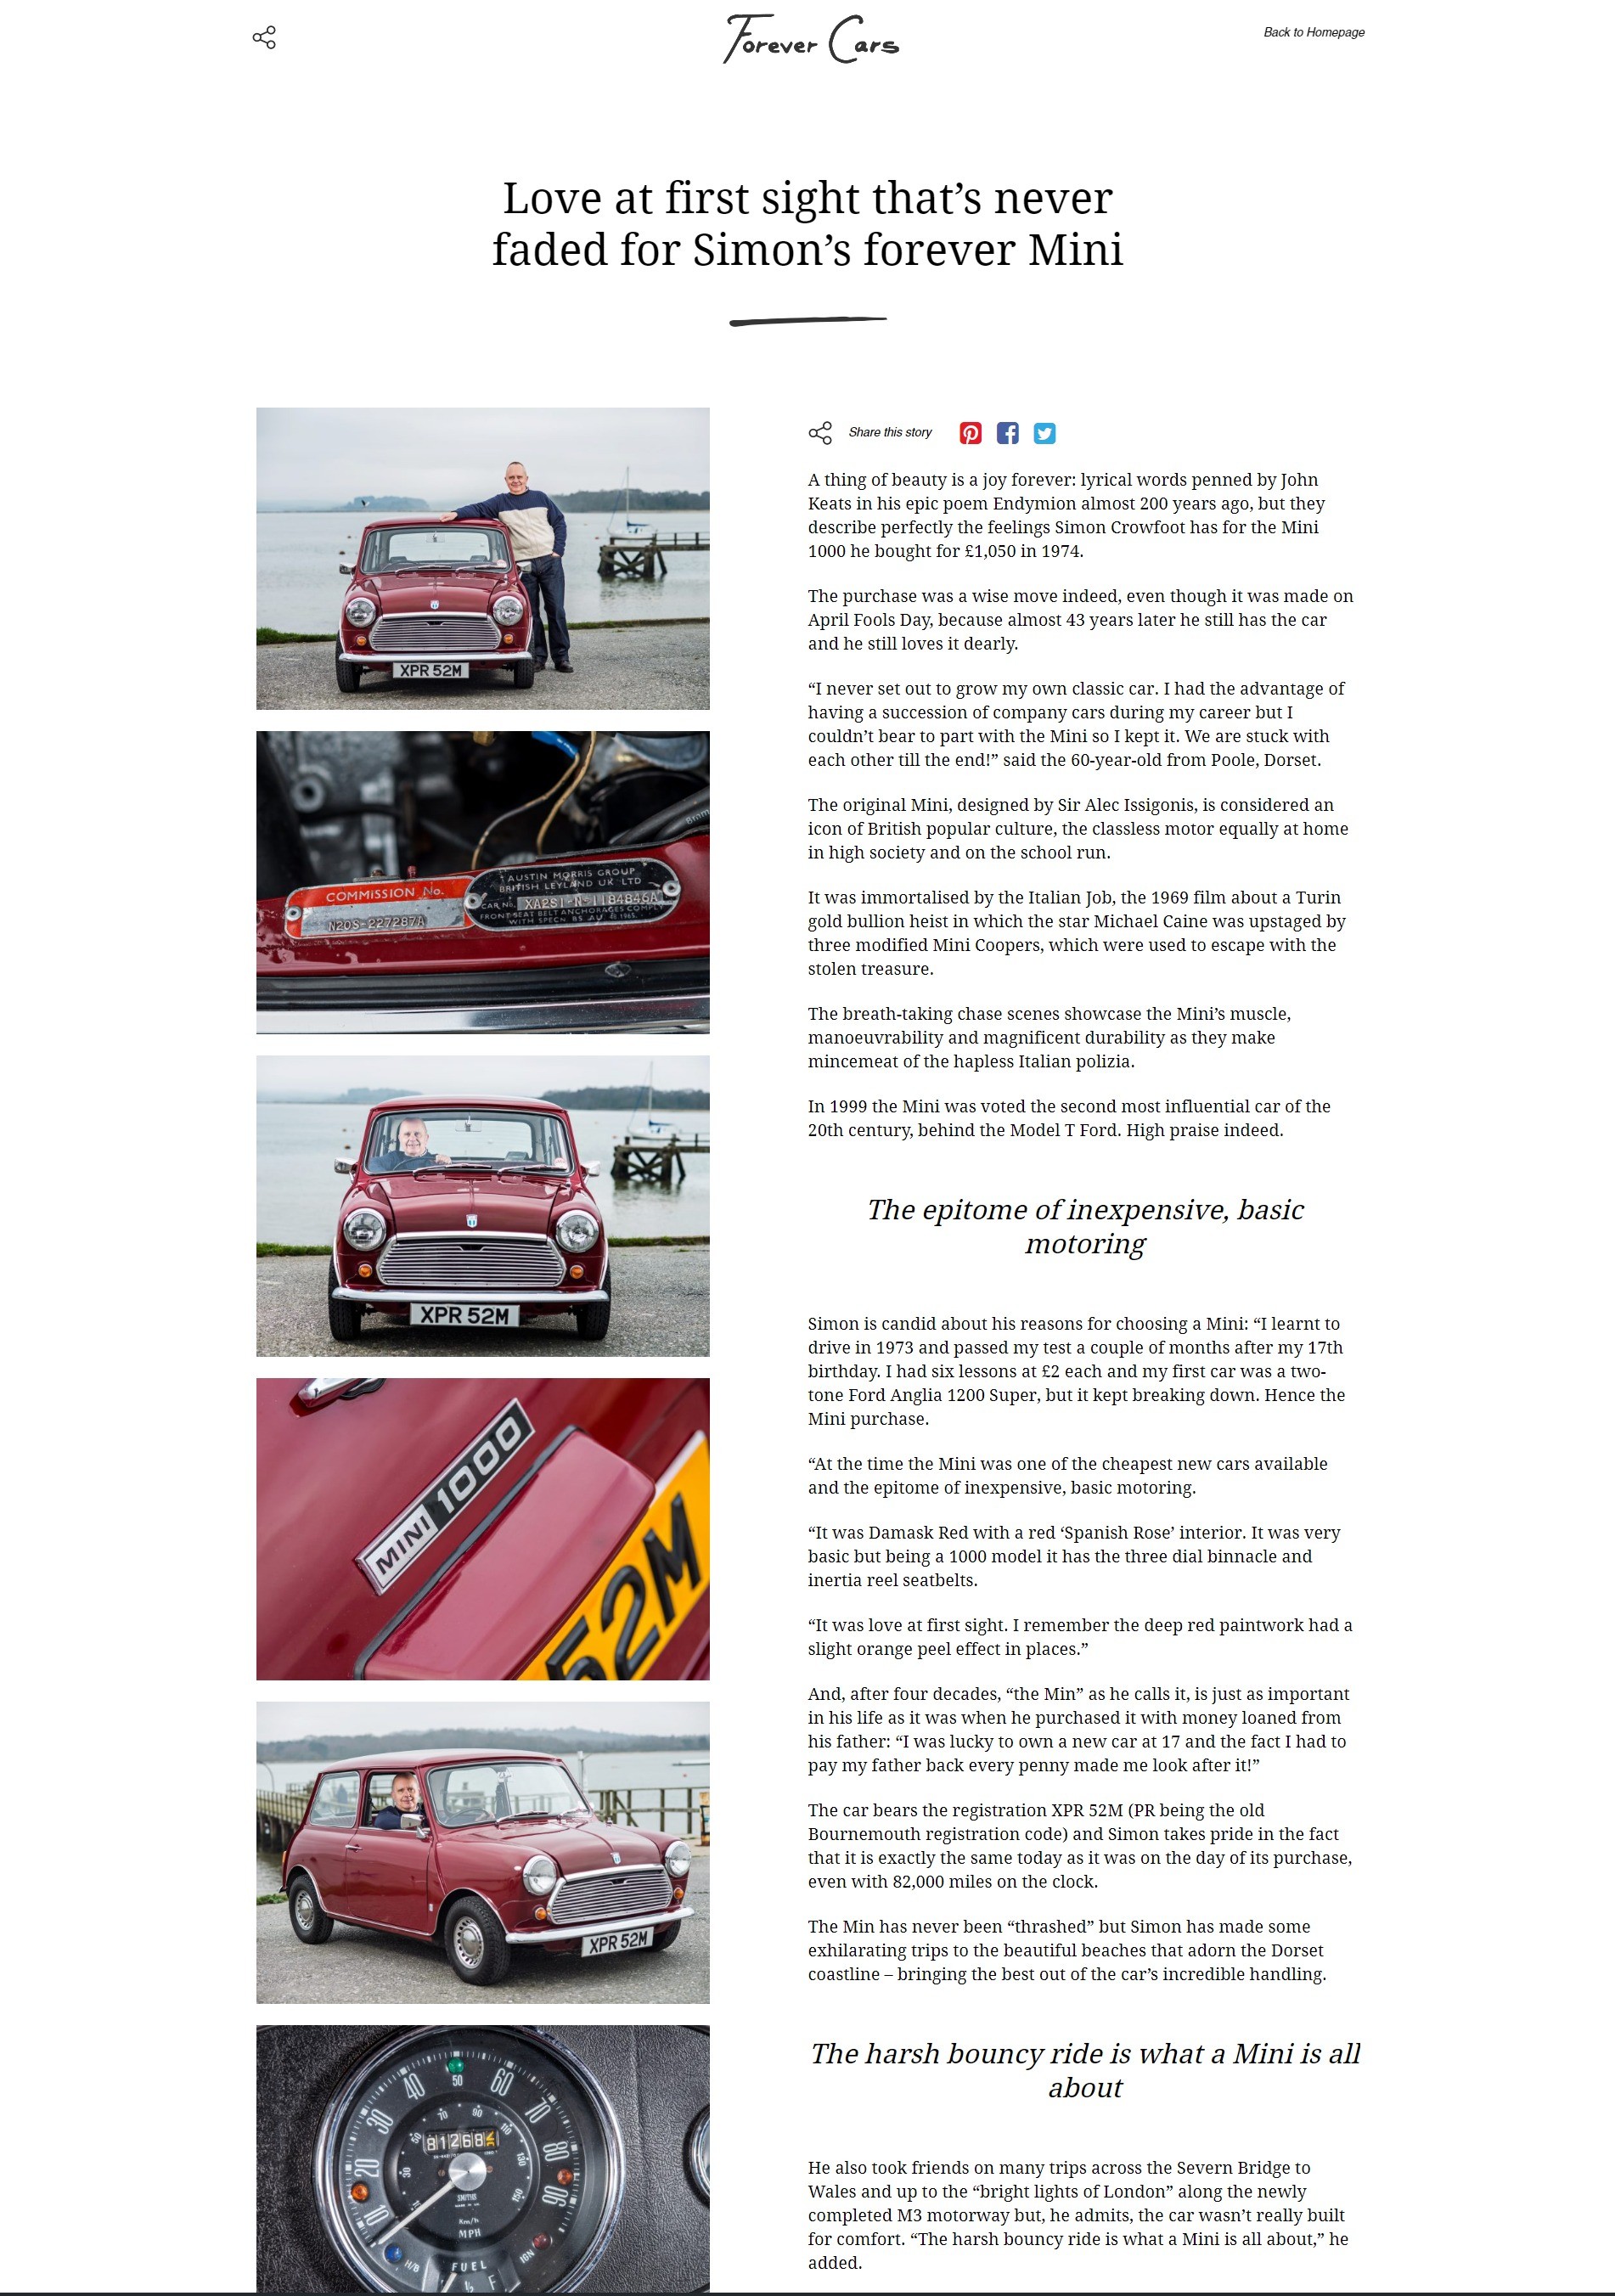 Forever Cars
Back to Homepage
Love at first sight that’s never
faded for Simon’s forever Mini
XPR 52M
COMMISSION No.
N20S-227287A
AUSTIN MORRIS GROUP
BRITISH LEYLAND UK LTD
CAR No. XA2S1-N-1184846A
FRONT SEAT BELT ANCHORAGES COMPLY
WITH SPECN. BS. AU. 48 1965.
XPR 52M
MINI 1000
52M
XPR 52M
10 20 30 40 50 60 70 80 90
10 30 50 70 90 110 130 150
81268
SMITHS
Km/h
MPH
H/B
IGN
FUEL
½ F
Share this story
A thing of beauty is a joy forever: lyrical words penned by John
Keats in his epic poem Endymion almost 200 years ago, but they
describe perfectly the feelings Simon Crowfoot has for the Mini
1000 he bought for £1,050 in 1974.
The purchase was a wise move indeed, even though it was made on
April Fools Day, because almost 43 years later he still has the car
and he still loves it dearly.
“I never set out to grow my own classic car. I had the advantage of
having a succession of company cars during my career but I
couldn’t bear to part with the Mini so I kept it. We are stuck with
each other till the end!” said the 60-year-old from Poole, Dorset.
The original Mini, designed by Sir Alec Issigonis, is considered an
icon of British popular culture, the classless motor equally at home
in high society and on the school run.
It was immortalised by the Italian Job, the 1969 film about a Turin
gold bullion heist in which the star Michael Caine was upstaged by
three modified Mini Coopers, which were used to escape with the
stolen treasure.
The breath-taking chase scenes showcase the Mini’s muscle,
manoeuvrability and magnificent durability as they make
mincemeat of the hapless Italian polizia.
In 1999 the Mini was voted the second most influential car of the
20th century, behind the Model T Ford. High praise indeed.
The epitome of inexpensive, basic
motoring
Simon is candid about his reasons for choosing a Mini: “I learnt to
drive in 1973 and passed my test a couple of months after my 17th
birthday. I had six lessons at £2 each and my first car was a two-
tone Ford Anglia 1200 Super, but it kept breaking down. Hence the
Mini purchase.
“At the time the Mini was one of the cheapest new cars available
and the epitome of inexpensive, basic motoring.
“It was Damask Red with a red ‘Spanish Rose’ interior. It was very
basic but being a 1000 model it has the three dial binnacle and
inertia reel seatbelts.
“It was love at first sight. I remember the deep red paintwork had a
slight orange peel effect in places.”
And, after four decades, “the Min” as he calls it, is just as important
in his life as it was when he purchased it with money loaned from
his father: “I was lucky to own a new car at 17 and the fact I had to
pay my father back every penny made me look after it!”
The car bears the registration XPR 52M (PR being the old
Bournemouth registration code) and Simon takes pride in the fact
that it is exactly the same today as it was on the day of its purchase,
even with 82,000 miles on the clock.
The Min has never been “thrashed” but Simon has made some
exhilarating trips to the beautiful beaches that adorn the Dorset
coastline – bringing the best out of the car’s incredible handling.
The harsh bouncy ride is what a Mini is all
about
He also took friends on many trips across the Severn Bridge to
Wales and up to the “bright lights of London” along the newly
completed M3 motorway but, he admits, the car wasn’t really built
for comfort. “The harsh bouncy ride is what a Mini is all about,” he
added.